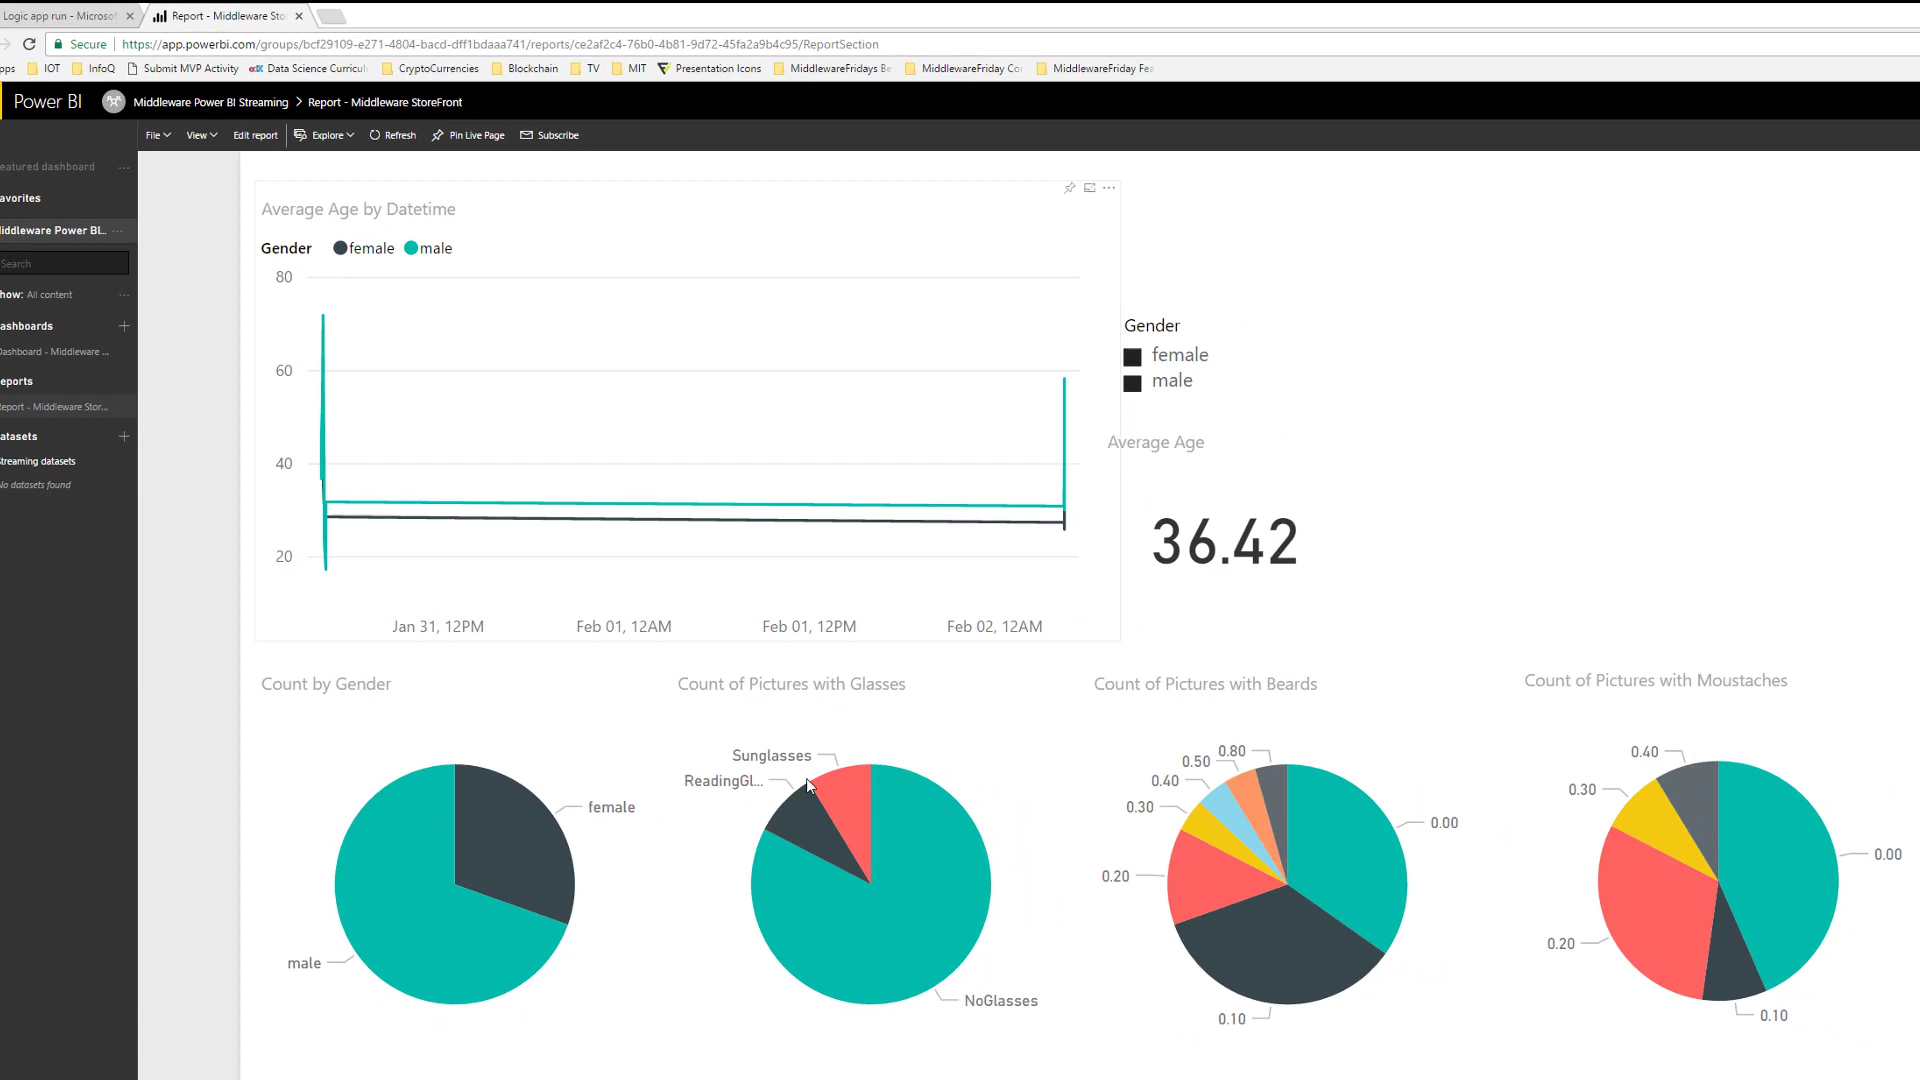 Logic app run - Microsof
Report - Middleware Sto
Secure https://app.powerbi.com/groups/bcf29109-e271-4804-bacd-dff1bdaaa741/reports/ce2af2c4-76b0-4b81-9d72-45fa2a9b4c95/ReportSection
pps IOT InfoQ Submit MVP Activity edX Data Science Curricul CryptoCurrencies Blockchain TV MIT Presentation Icons MiddlewareFridays Be MiddlewareFriday Co MiddlewareFriday Fea
Power BI Middleware Power BI Streaming > Report - Middleware StoreFront
File View Edit report Explore Refresh Pin Live Page Subscribe
eatured dashboard ...
avorites
iddleware Power BI... ...
Search
how: All content ...
ashboards +
Dashboard - Middleware ...
eports
Report - Middleware Stor...
atasets +
Streaming datasets
No datasets found
Average Age by Datetime
Gender female male
80
60
40
20
Jan 31, 12PM Feb 01, 12AM Feb 01, 12PM Feb 02, 12AM
Gender
female
male
Average Age
36.42
Count by Gender
female
male
Count of Pictures with Glasses
Sunglasses
ReadingGl...
NoGlasses
Count of Pictures with Beards
0.80
0.50
0.40
0.30
0.00
0.20
0.10
Count of Pictures with Moustaches
0.40
0.30
0.00
0.20
0.10